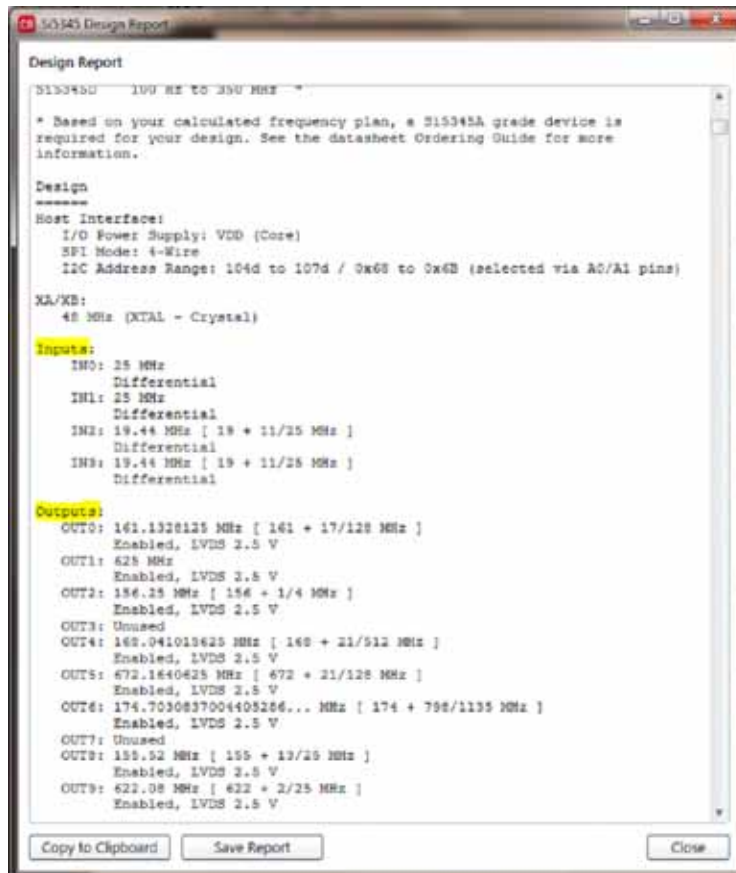 CB Si5345 Design Report
Design Report
Si5345D 100 Hz to 350 MHz *
* Based on your calculated frequency plan, a Si5345A grade device is
required for your design. See the datasheet Ordering Guide for more
information.
Design
======
Host Interface:
I/O Power Supply: VDD (Core)
SPI Mode: 4-Wire
I2C Address Range: 104d to 107d / 0x68 to 0x6B (selected via A0/A1 pins)
XA/XB:
48 MHz (XTAL - Crystal)
Inputs:
IN0: 25 MHz
Differential
IN1: 25 MHz
Differential
IN2: 19.44 MHz [ 19 + 11/25 MHz ]
Differential
IN3: 19.44 MHz [ 19 + 11/25 MHz ]
Differential
Outputs:
OUT0: 161.1328125 MHz [ 161 + 17/128 MHz ]
Enabled, LVDS 2.5 V
OUT1: 625 MHz
Enabled, LVDS 2.5 V
OUT2: 156.25 MHz [ 156 + 1/4 MHz ]
Enabled, LVDS 2.5 V
OUT3: Unused
OUT4: 168.041015625 MHz [ 168 + 21/512 MHz ]
Enabled, LVDS 2.5 V
OUT5: 672.1640625 MHz [ 672 + 21/128 MHz ]
Enabled, LVDS 2.5 V
OUT6: 174.7030837004405286... MHz [ 174 + 798/1135 MHz ]
Enabled, LVDS 2.5 V
OUT7: Unused
OUT8: 155.52 MHz [ 155 + 13/25 MHz ]
Enabled, LVDS 2.5 V
OUT9: 622.08 MHz [ 622 + 2/25 MHz ]
Enabled, LVDS 2.5 V
Copy to Clipboard Save Report Close